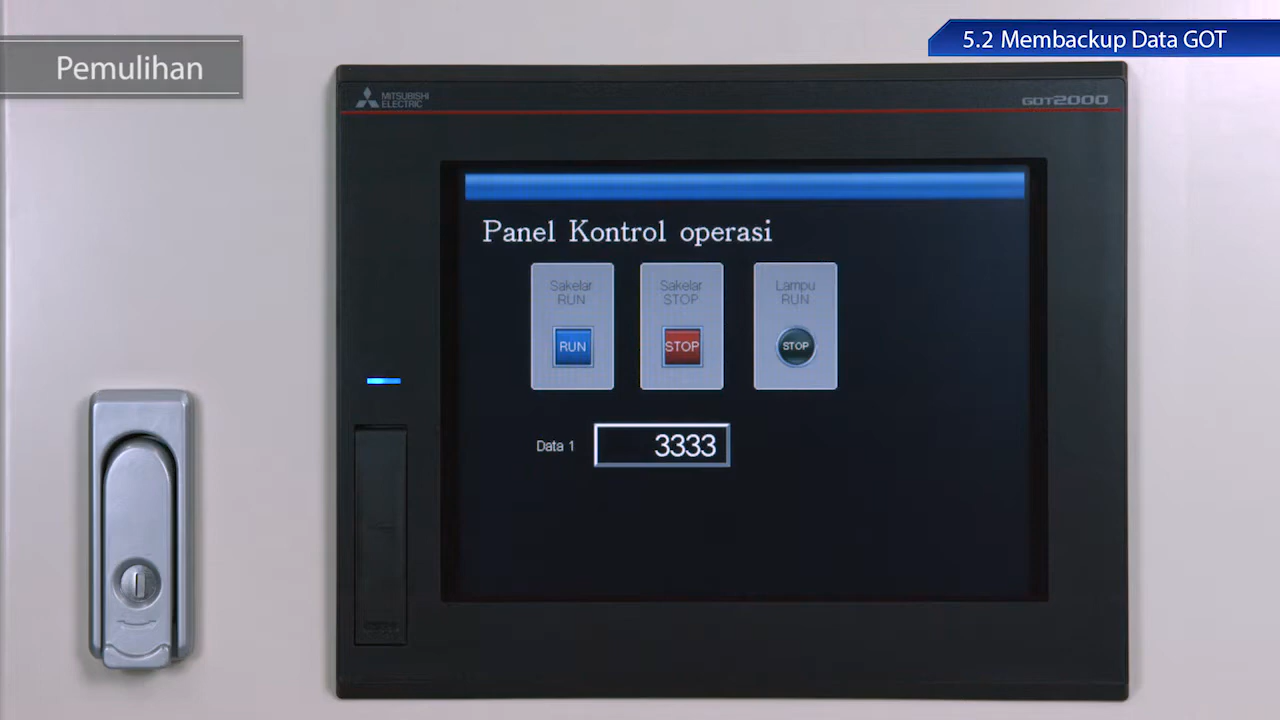 Pemulihan
5.2 Membackup Data GOT
MITSUBISHI
ELECTRIC
GOT2000
Panel Kontrol operasi
Sakelar
RUN
RUN
Sakelar
STOP
STOP
Lampu
RUN
STOP
Data 1
3333